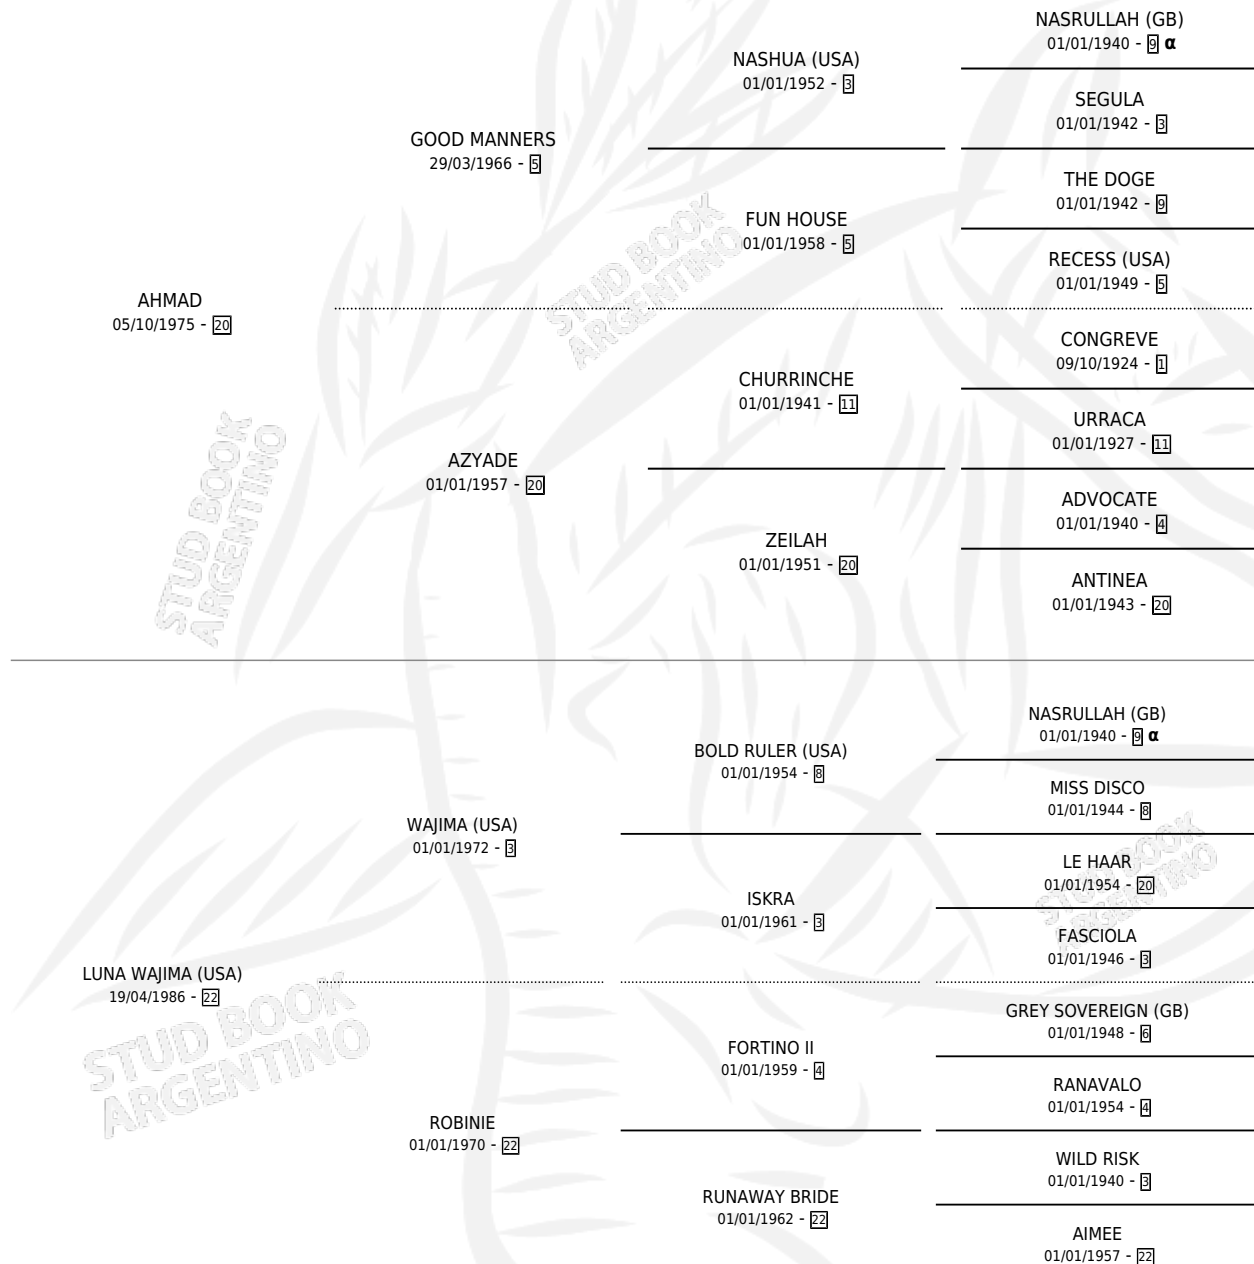 NASRULLAH (GB)
01/01/1940 - 9 α
NASHUA (USA)
01/01/1952 - 3
SEGULA
01/01/1942 - 3
GOOD MANNERS
29/03/1966 - 5
THE DOGE
01/01/1942 - 9
FUN HOUSE
01/01/1958 - 5
RECESS (USA)
01/01/1949 - 5
AHMAD
05/10/1975 - 20
CONGREVE
09/10/1924 - 1
CHURRINCHE
01/01/1941 - 11
URRACA
01/01/1927 - 11
AZYADE
01/01/1957 - 20
ADVOCATE
01/01/1940 - 4
ZEILAH
01/01/1951 - 20
ANTINEA
01/01/1943 - 20
NASRULLAH (GB)
01/01/1940 - 9 α
BOLD RULER (USA)
01/01/1954 - 8
MISS DISCO
01/01/1944 - 8
WAJIMA (USA)
01/01/1972 - 3
LE HAAR
01/01/1954 - 20
ISKRA
01/01/1961 - 3
FASCIOLA
01/01/1946 - 3
LUNA WAJIMA (USA)
19/04/1986 - 22
GREY SOVEREIGN (GB)
01/01/1948 - 6
FORTINO II
01/01/1959 - 4
RANAVALO
01/01/1954 - 4
ROBINIE
01/01/1970 - 22
WILD RISK
01/01/1940 - 3
RUNAWAY BRIDE
01/01/1962 - 22
AIMEE
01/01/1957 - 22
STUD BOOK
ARGENTINO
STUD BOOK
ARGENTINO
STUD BOOK
ARGENTINO
STUD BOOK
ARGENTINO